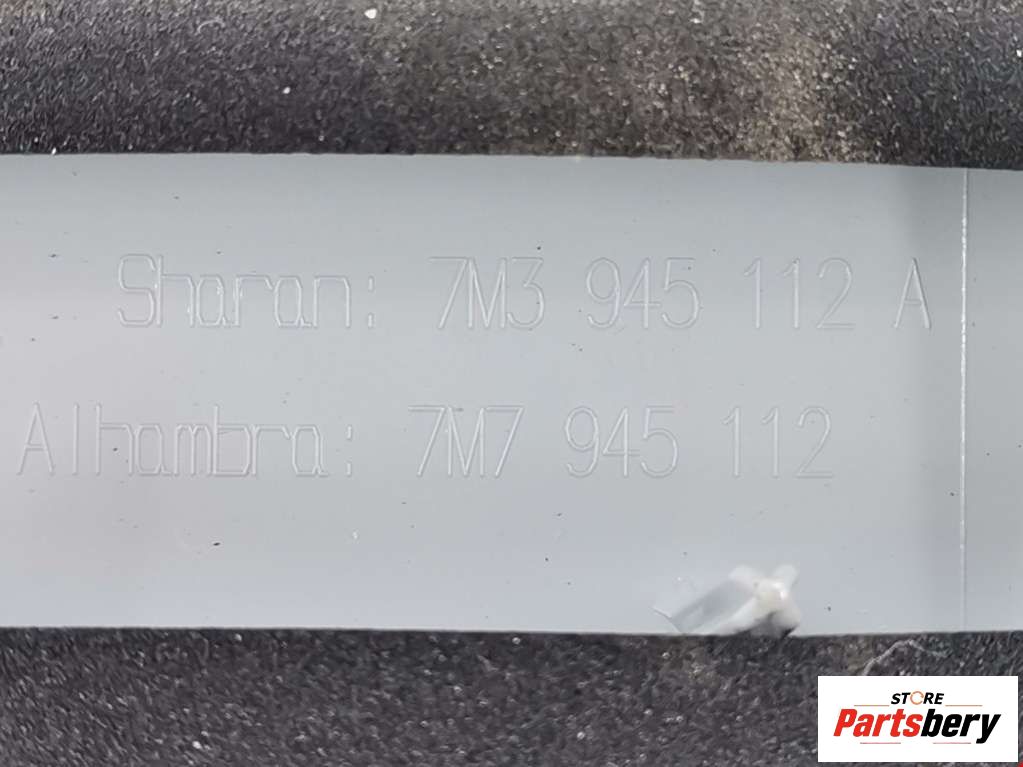 Sharan: 7M3 945 112 A
Alhambra: 7M7 945 112
STORE
Partsbery